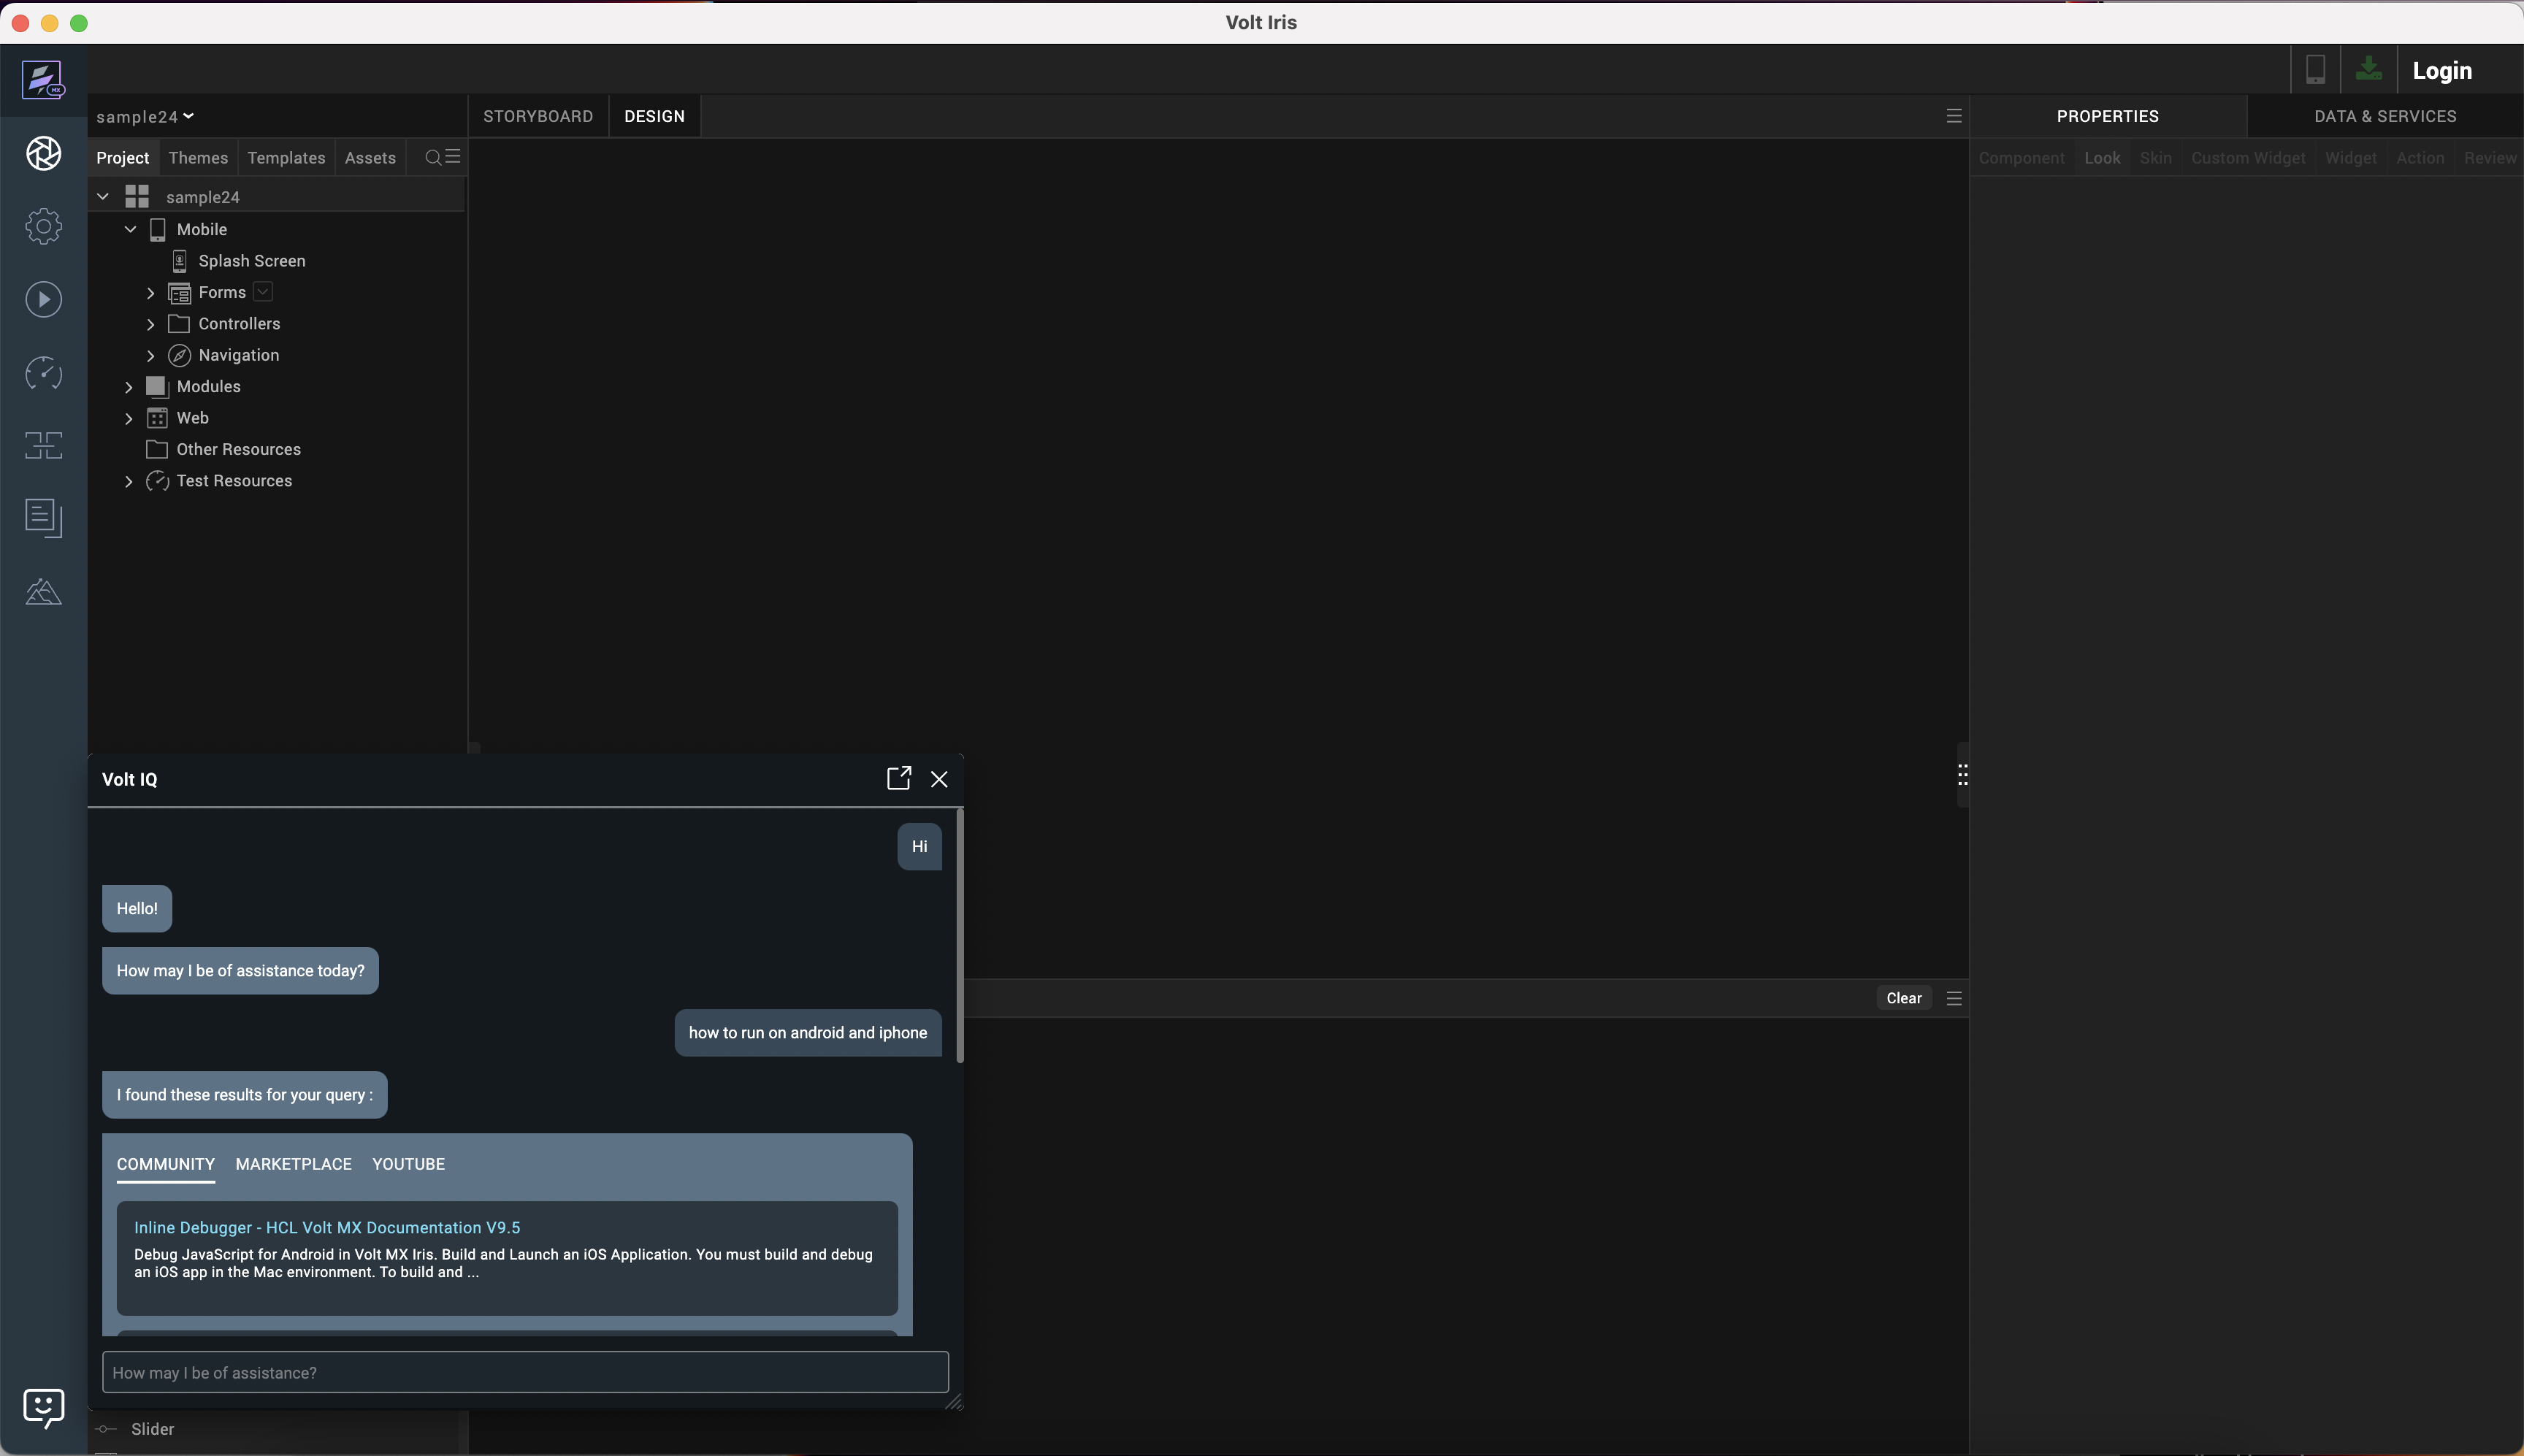 Volt Iris
Login
sample24
STORYBOARD
DESIGN
PROPERTIES
DATA & SERVICES
Project
Themes
Templates
Assets
Component
Look
Skin
Custom Widget
Widget
Action
Review
sample24
Mobile
Splash Screen
Forms
Controllers
Navigation
Modules
Web
Other Resources
Test Resources
Volt IQ
Hi
Hello!
How may I be of assistance today?
Clear
how to run on android and iphone
I found these results for your query :
COMMUNITY
MARKETPLACE
YOUTUBE
Inline Debugger - HCL Volt MX Documentation V9.5
Debug JavaScript for Android in Volt MX Iris. Build and Launch an iOS Application. You must build and debug
an iOS app in the Mac environment. To build and ...
How may I be of assistance?
Slider